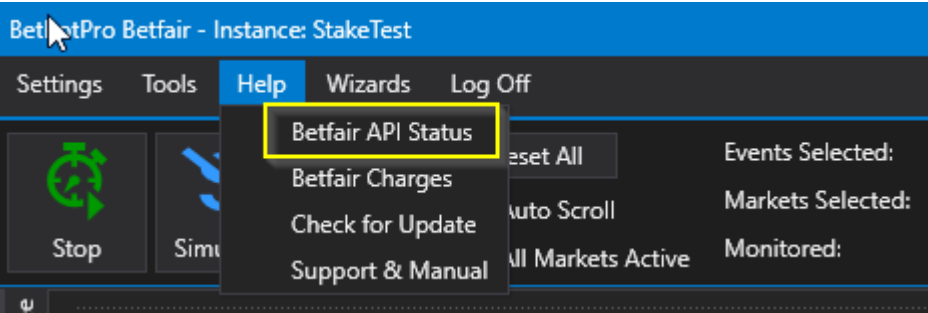 Pro Betfair - Instance: StakeTest
Settings Tools Help Wizards Log Off
Betfair API Status
Betfair Charges
Check for Update
Support & Manual
Stop
All
Scroll
Markets Active
Events Selected:
Markets Selected:
Monitored: